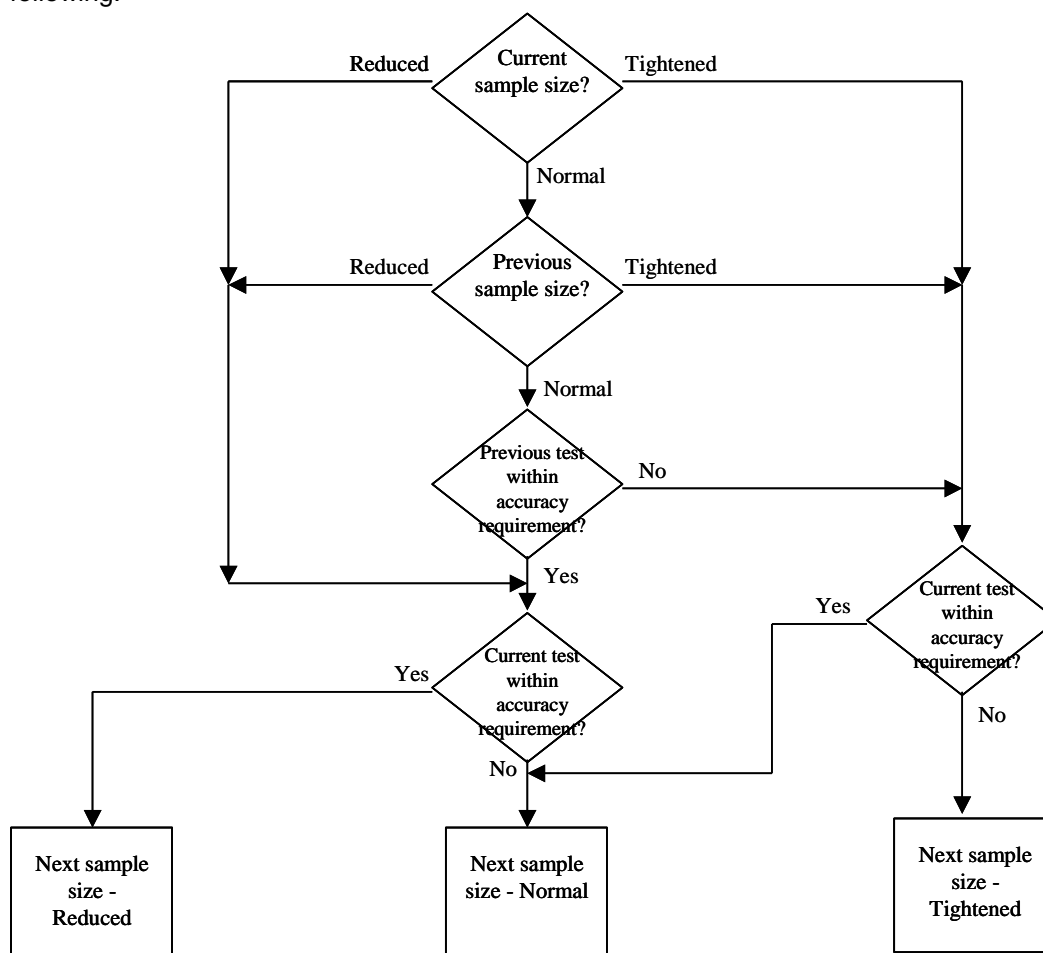 following:
Reduced
Current
sample size?
Tightened
Normal
Reduced
Previous
sample size?
Tightened
Normal
Previous test
within
accuracy
requirement?
No
Yes
Current test
within
accuracy
requirement?
Yes
No
Yes
Current test
within
accuracy
requirement?
No
Next sample
size -
Reduced
Next sample
size - Normal
Next sample
size -
Tightened